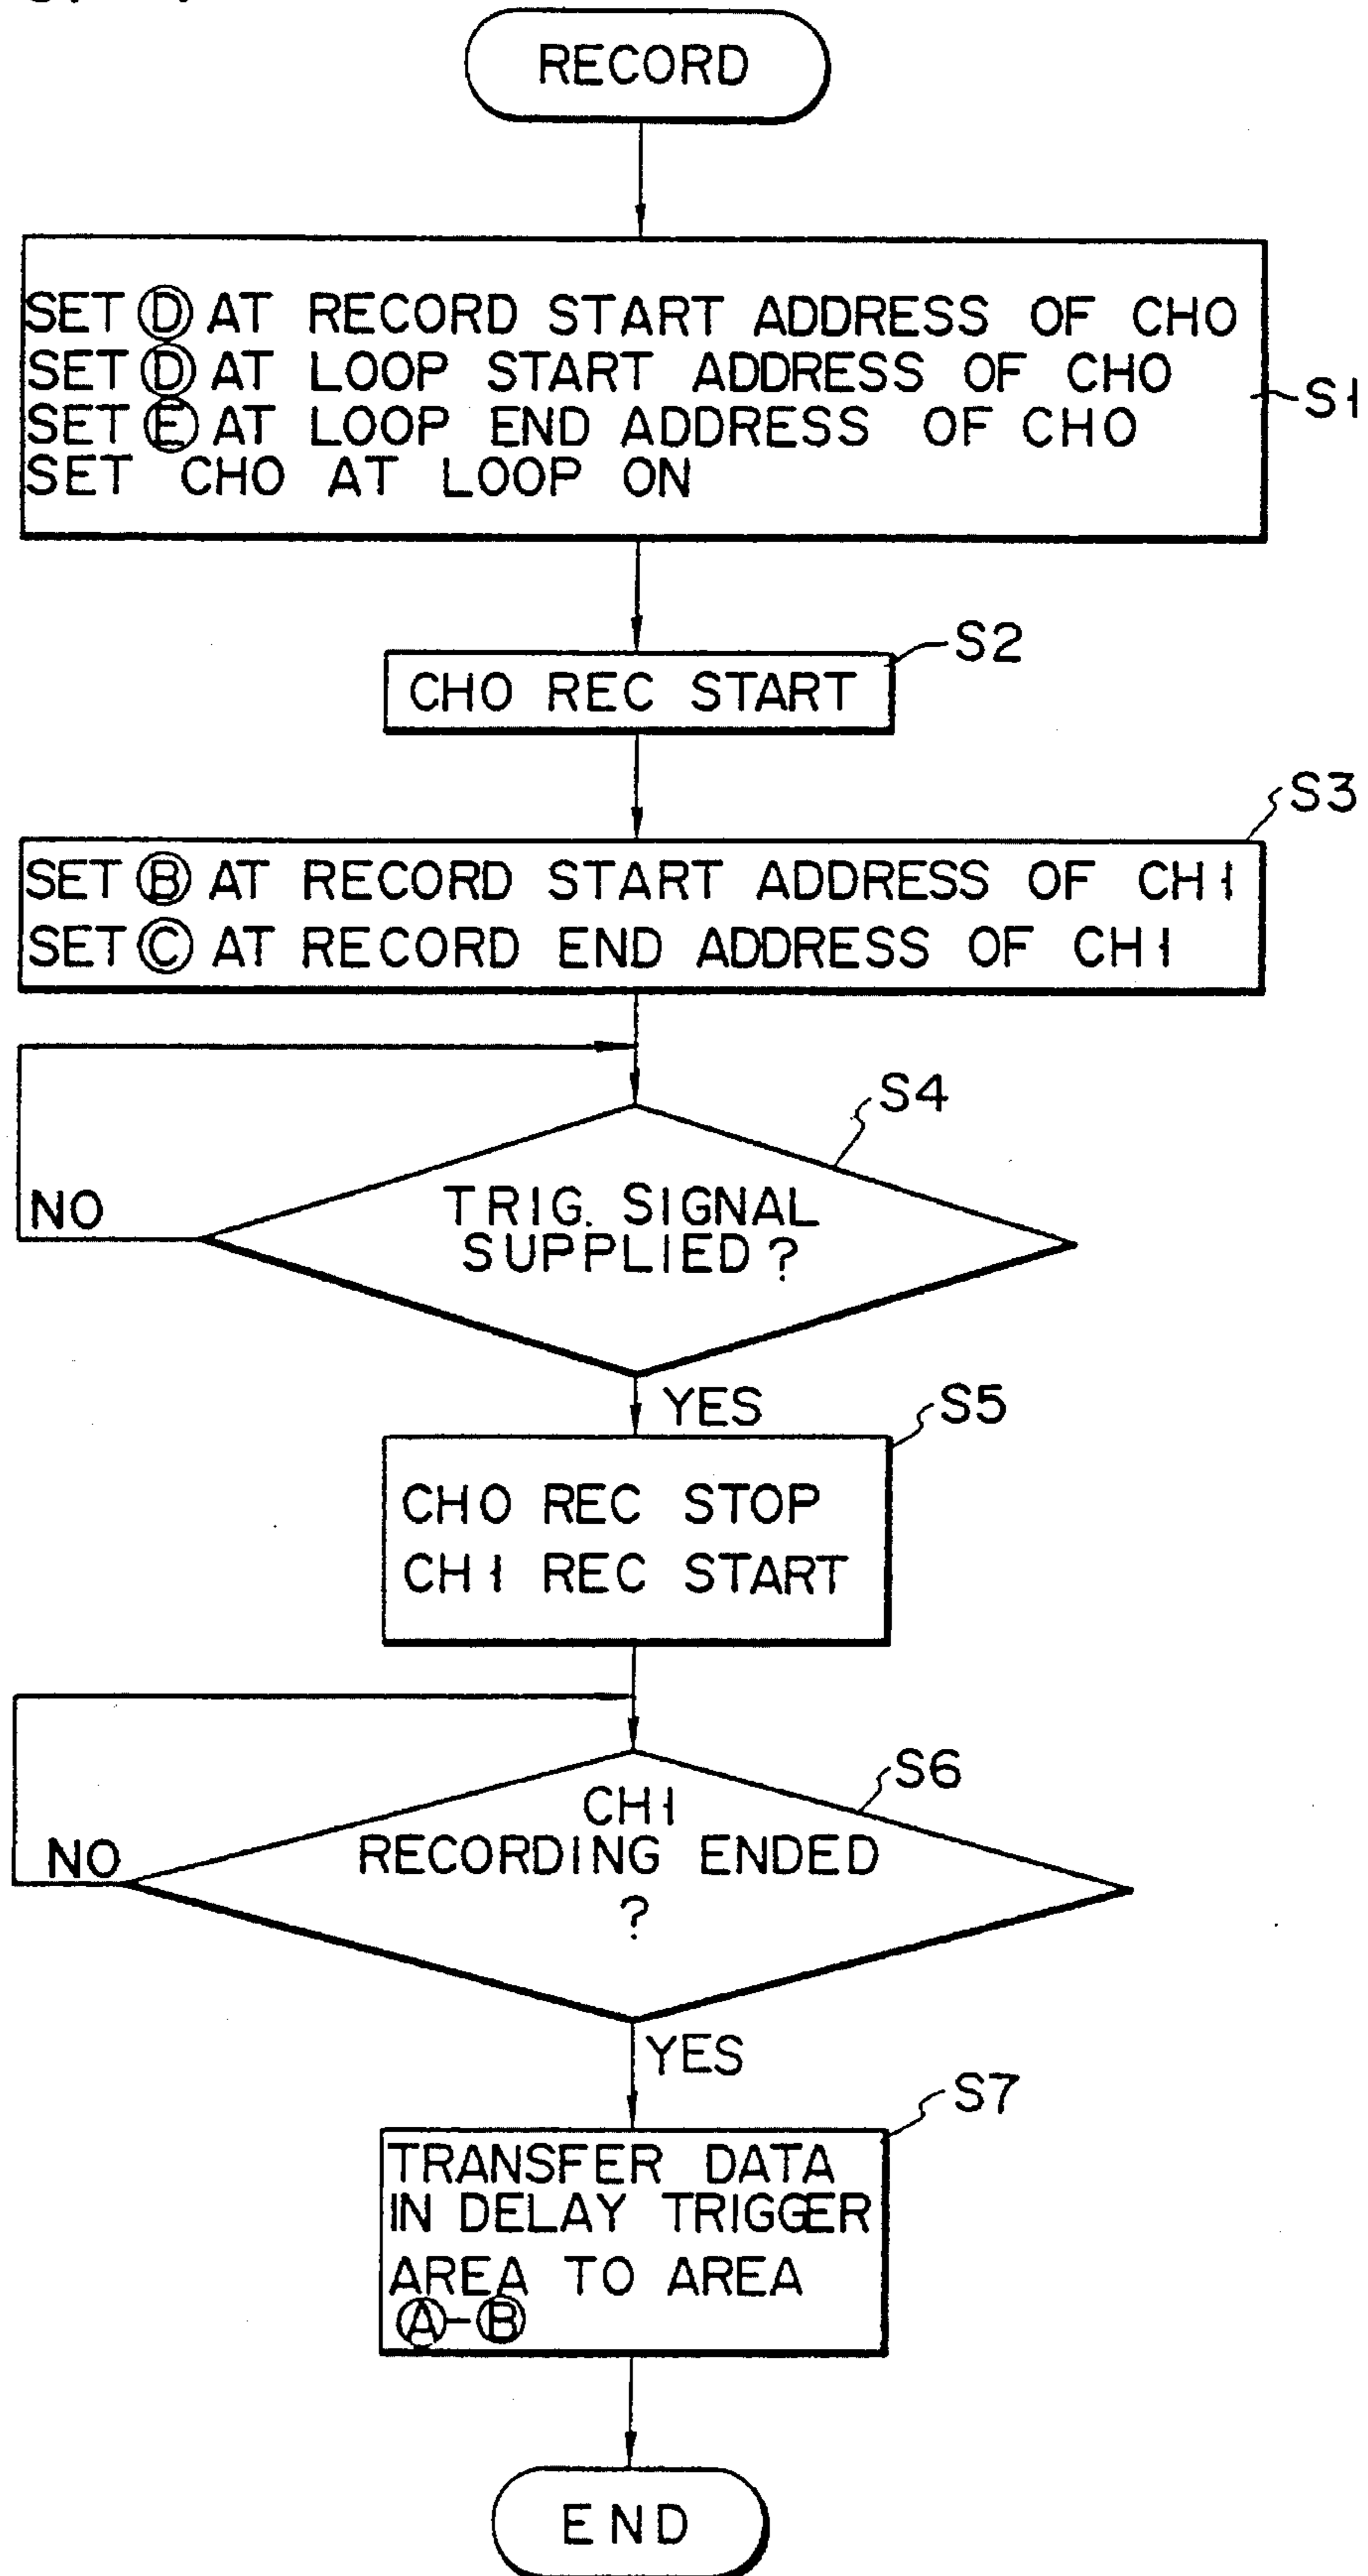 RECORD
SET Ⓓ AT RECORD START ADDRESS OF CH0
SET Ⓓ AT LOOP START ADDRESS OF CH0
SET Ⓔ AT LOOP END ADDRESS OF CH0
SET CH0 AT LOOP ON
S1
S2
CH0 REC START
S3
SET Ⓑ AT RECORD START ADDRESS OF CH1
SET Ⓒ AT RECORD END ADDRESS OF CH1
S4
NO
TRIG. SIGNAL
SUPPLIED?
YES
S5
CH0 REC STOP
CH1 REC START
S6
NO
CH1
RECORDING ENDED
?
YES
S7
TRANSFER DATA
IN DELAY TRIGGER
AREA TO AREA
Ⓐ-Ⓑ
END